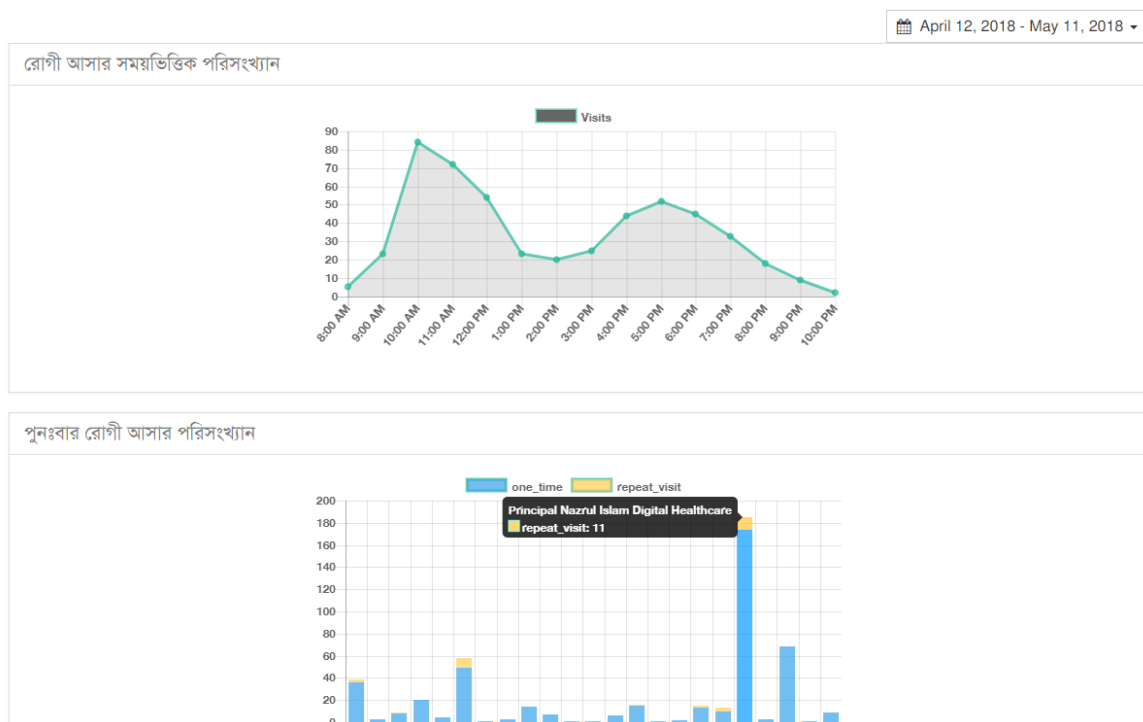 April 12, 2018 - May 11, 2018
রোগী আসার সময়ভিত্তিক পরিসংখ্যান
Visits
90
80
70
60
50
40
30
20
10
0
8:00 AM 9:00 AM 10:00 AM 11:00 AM 12:00 PM 1:00 PM 2:00 PM 3:00 PM 4:00 PM 5:00 PM 6:00 PM 7:00 PM 8:00 PM 9:00 PM 10:00 PM
পুনঃবার রোগী আসার পরিসংখ্যান
one_time repeat_visit
200
Principal Nazrul Islam Digital Healthcare
180
repeat_visit: 11
160
140
120
100
80
60
40
20
0